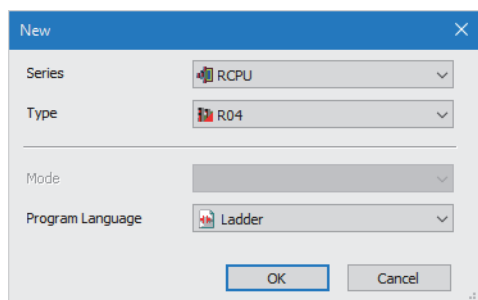 New
Series RCPU
Type R04
Mode
Program Language Ladder
OK Cancel